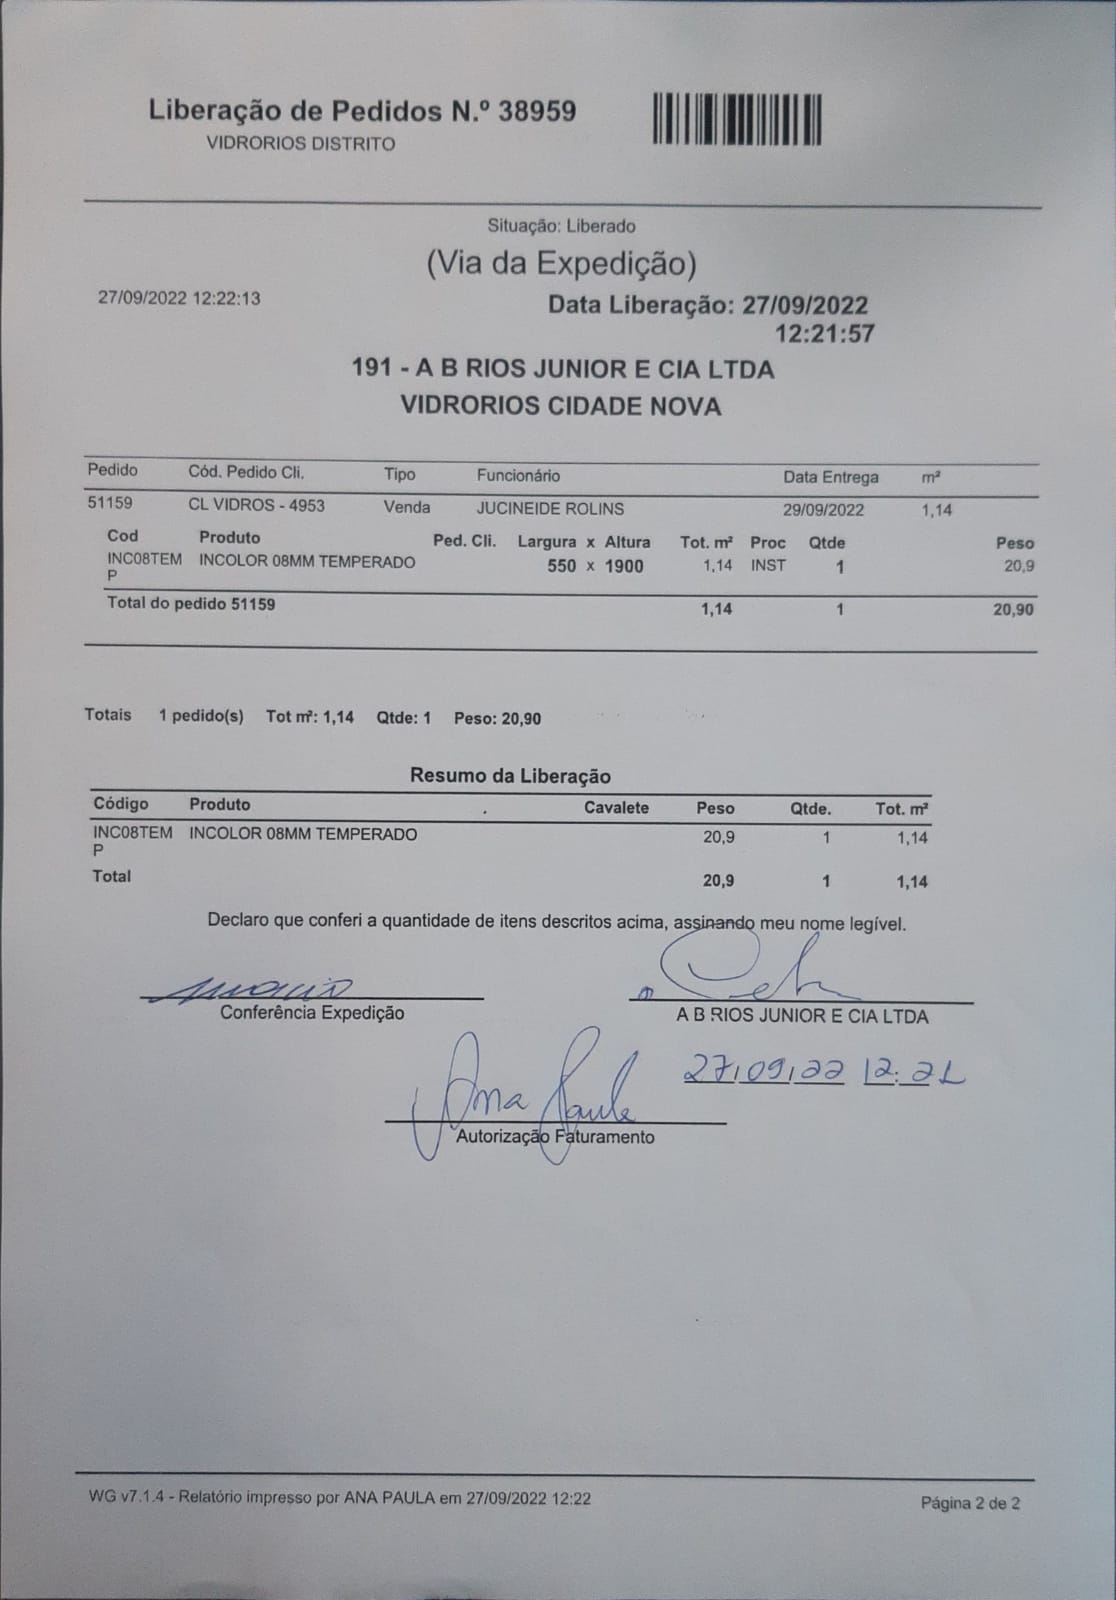 Liberação de Pedidos N.º 38959
VIDRORIOS DISTRITO
Situação: Liberado
(Via da Expedição)
27/09/2022 12:22:13
Data Liberação: 27/09/2022
12:21:57
191 - A B RIOS JUNIOR E CIA LTDA
VIDRORIOS CIDADE NOVA
Pedido Cód. Pedido Cli. Tipo Funcionário Data Entrega m²
51159 CL VIDROS - 4953 Venda JUCINEIDE ROLINS 29/09/2022 1,14
Cod Produto Ped. Cli. Largura x Altura Tot. m² Proc Qtde Peso
INC08TEM INCOLOR 08MM TEMPERADO 550 x 1900 1,14 INST 1 20,9
P
Total do pedido 51159 1,14 1 20,90
Totais 1 pedido(s) Tot m²: 1,14 Qtde: 1 Peso: 20,90
Resumo da Liberação
Código Produto Cavalete Peso Qtde. Tot. m²
INC08TEM INCOLOR 08MM TEMPERADO 20,9 1 1,14
P
Total 20,9 1 1,14
Declaro que conferi a quantidade de itens descritos acima, assinando meu nome legível.
Conferência Expedição
A B RIOS JUNIOR E CIA LTDA
27/09/22 12:21
Ana Paula
Autorização Faturamento
WG v7.1.4 - Relatório impresso por ANA PAULA em 27/09/2022 12:22
Página 2 de 2